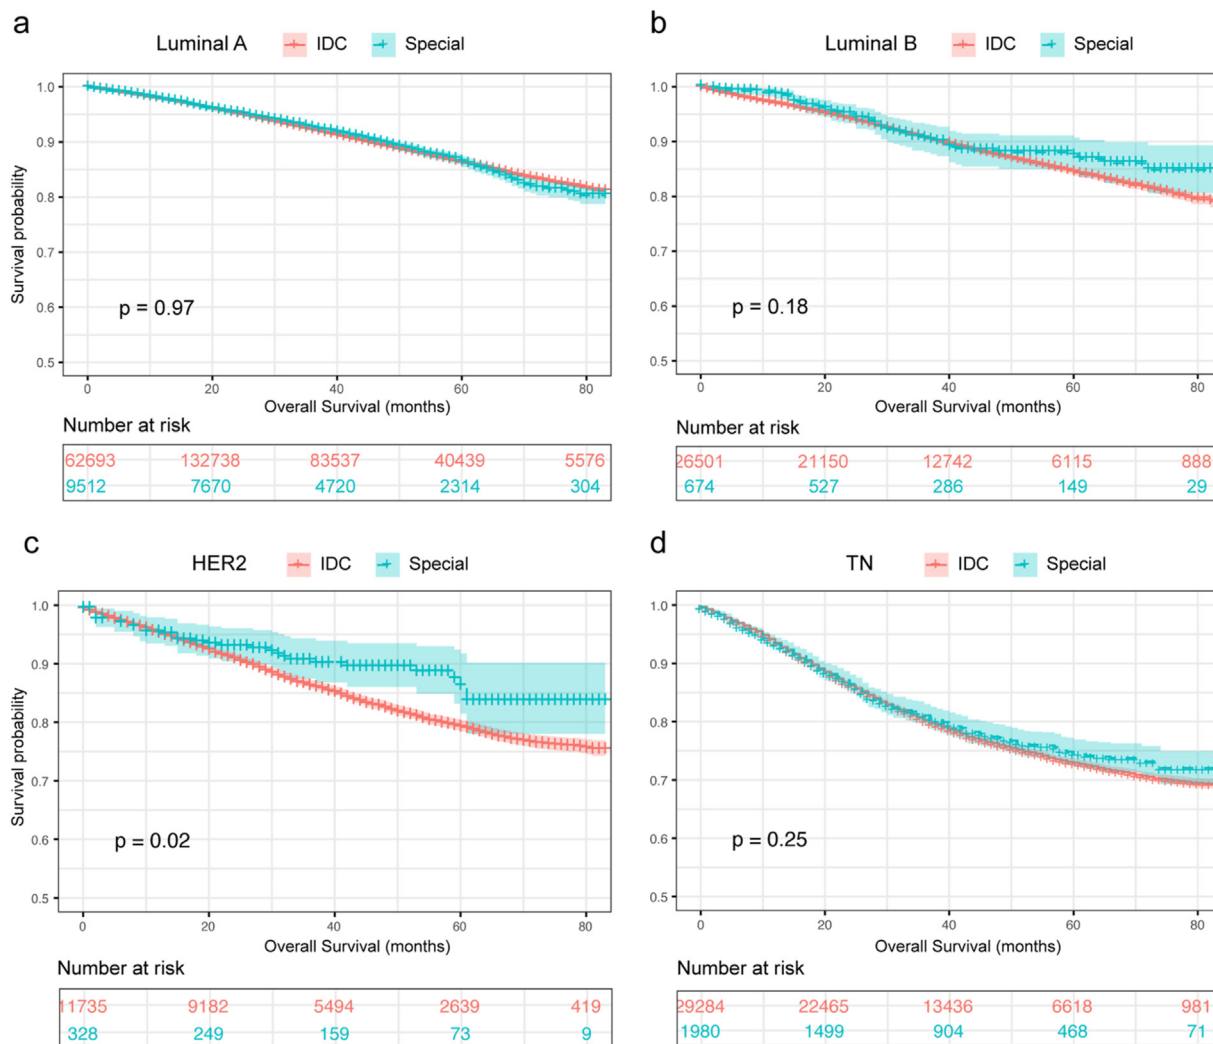 a
Luminal A IDC Special
1.0
0.9
0.8
0.7
0.6
0.5
Survival probability
p = 0.97
0 20 40 60 80
Overall Survival (months)
Number at risk
62693 132738 83537 40439 5576
9512 7670 4720 2314 304
b
Luminal B IDC Special
1.0
0.9
0.8
0.7
0.6
0.5
p = 0.18
0 20 40 60 80
Overall Survival (months)
Number at risk
26501 21150 12742 6115 888
674 527 286 149 29
c
HER2 IDC Special
1.0
0.9
0.8
0.7
0.6
0.5
Survival probability
p = 0.02
0 20 40 60 80
Overall Survival (months)
Number at risk
11735 9182 5494 2639 419
328 249 159 73 9
d
TN IDC Special
1.0
0.9
0.8
0.7
0.6
0.5
p = 0.25
0 20 40 60 80
Overall Survival (months)
Number at risk
29284 22465 13436 6618 981
1980 1499 904 468 71